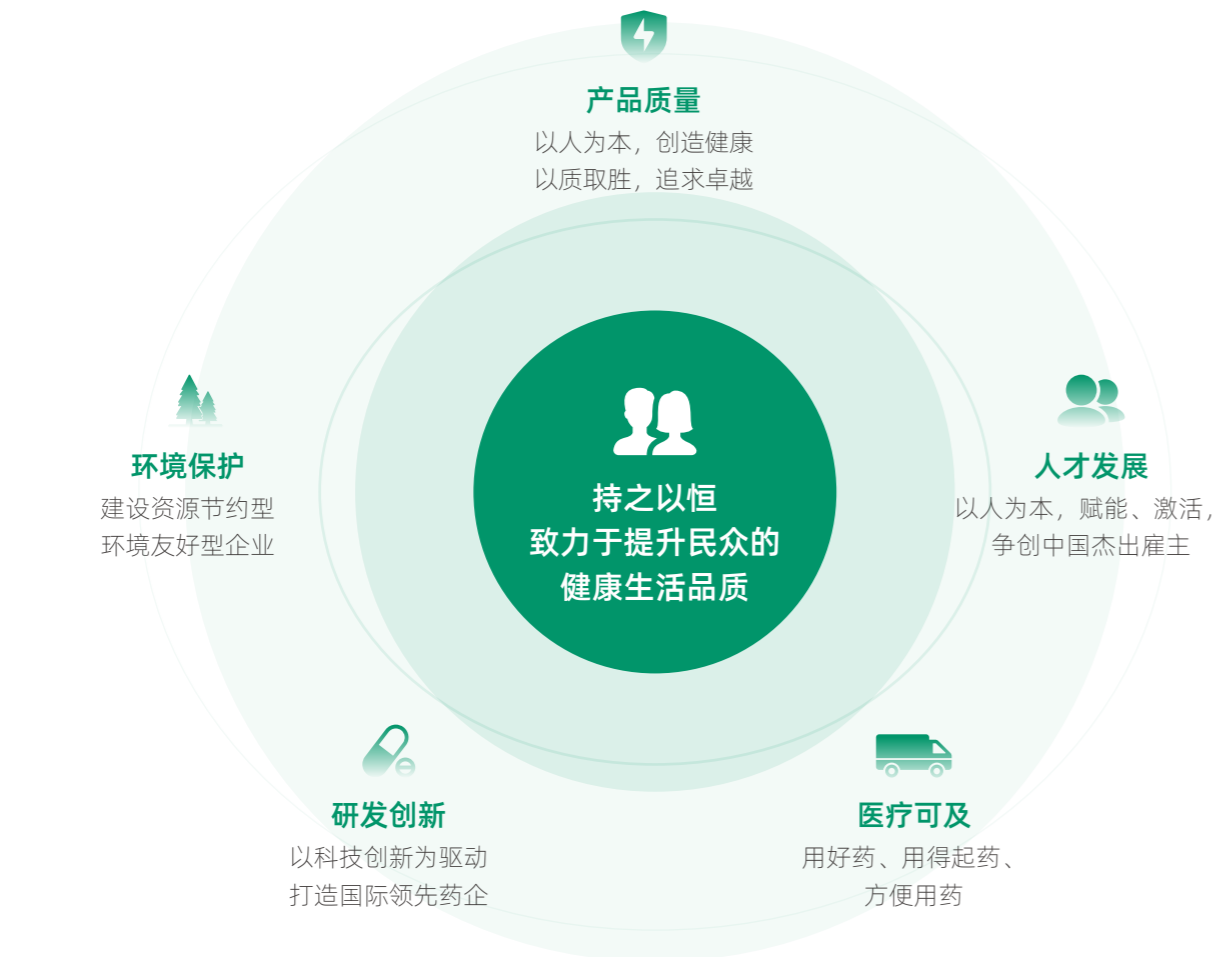 产品质量
以人为本，创造健康
以质取胜，追求卓越
环境保护
建设资源节约型
环境友好型企业
持之以恒
致力于提升民众的
健康生活品质
人才发展
以人为本，赋能、激活，
争创中国杰出雇主
研发创新
以科技创新为驱动
打造国际领先药企
医疗可及
用好药、用得起药、
方便用药